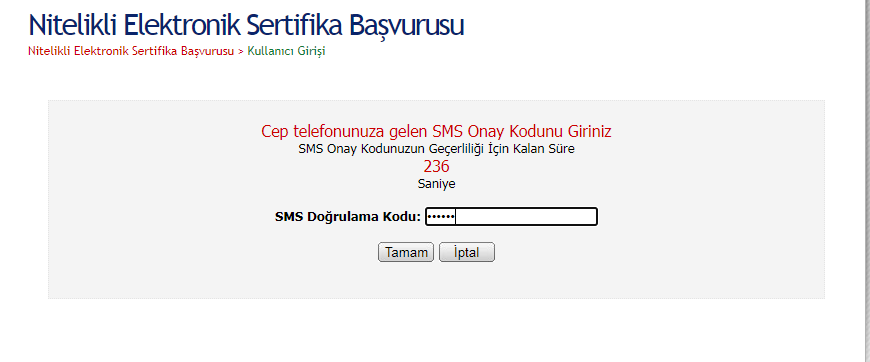 Nitelikli Elektronik Sertifika Başvurusu
Nitelikli Elektronik Sertifika Başvurusu > Kullanıcı Girişi
Cep telefonunuza gelen SMS Onay Kodunu Giriniz
SMS Onay Kodunuzun Geçerliliği İçin Kalan Süre
236
Saniye
SMS Doğrulama Kodu: ••••••
Tamam İptal